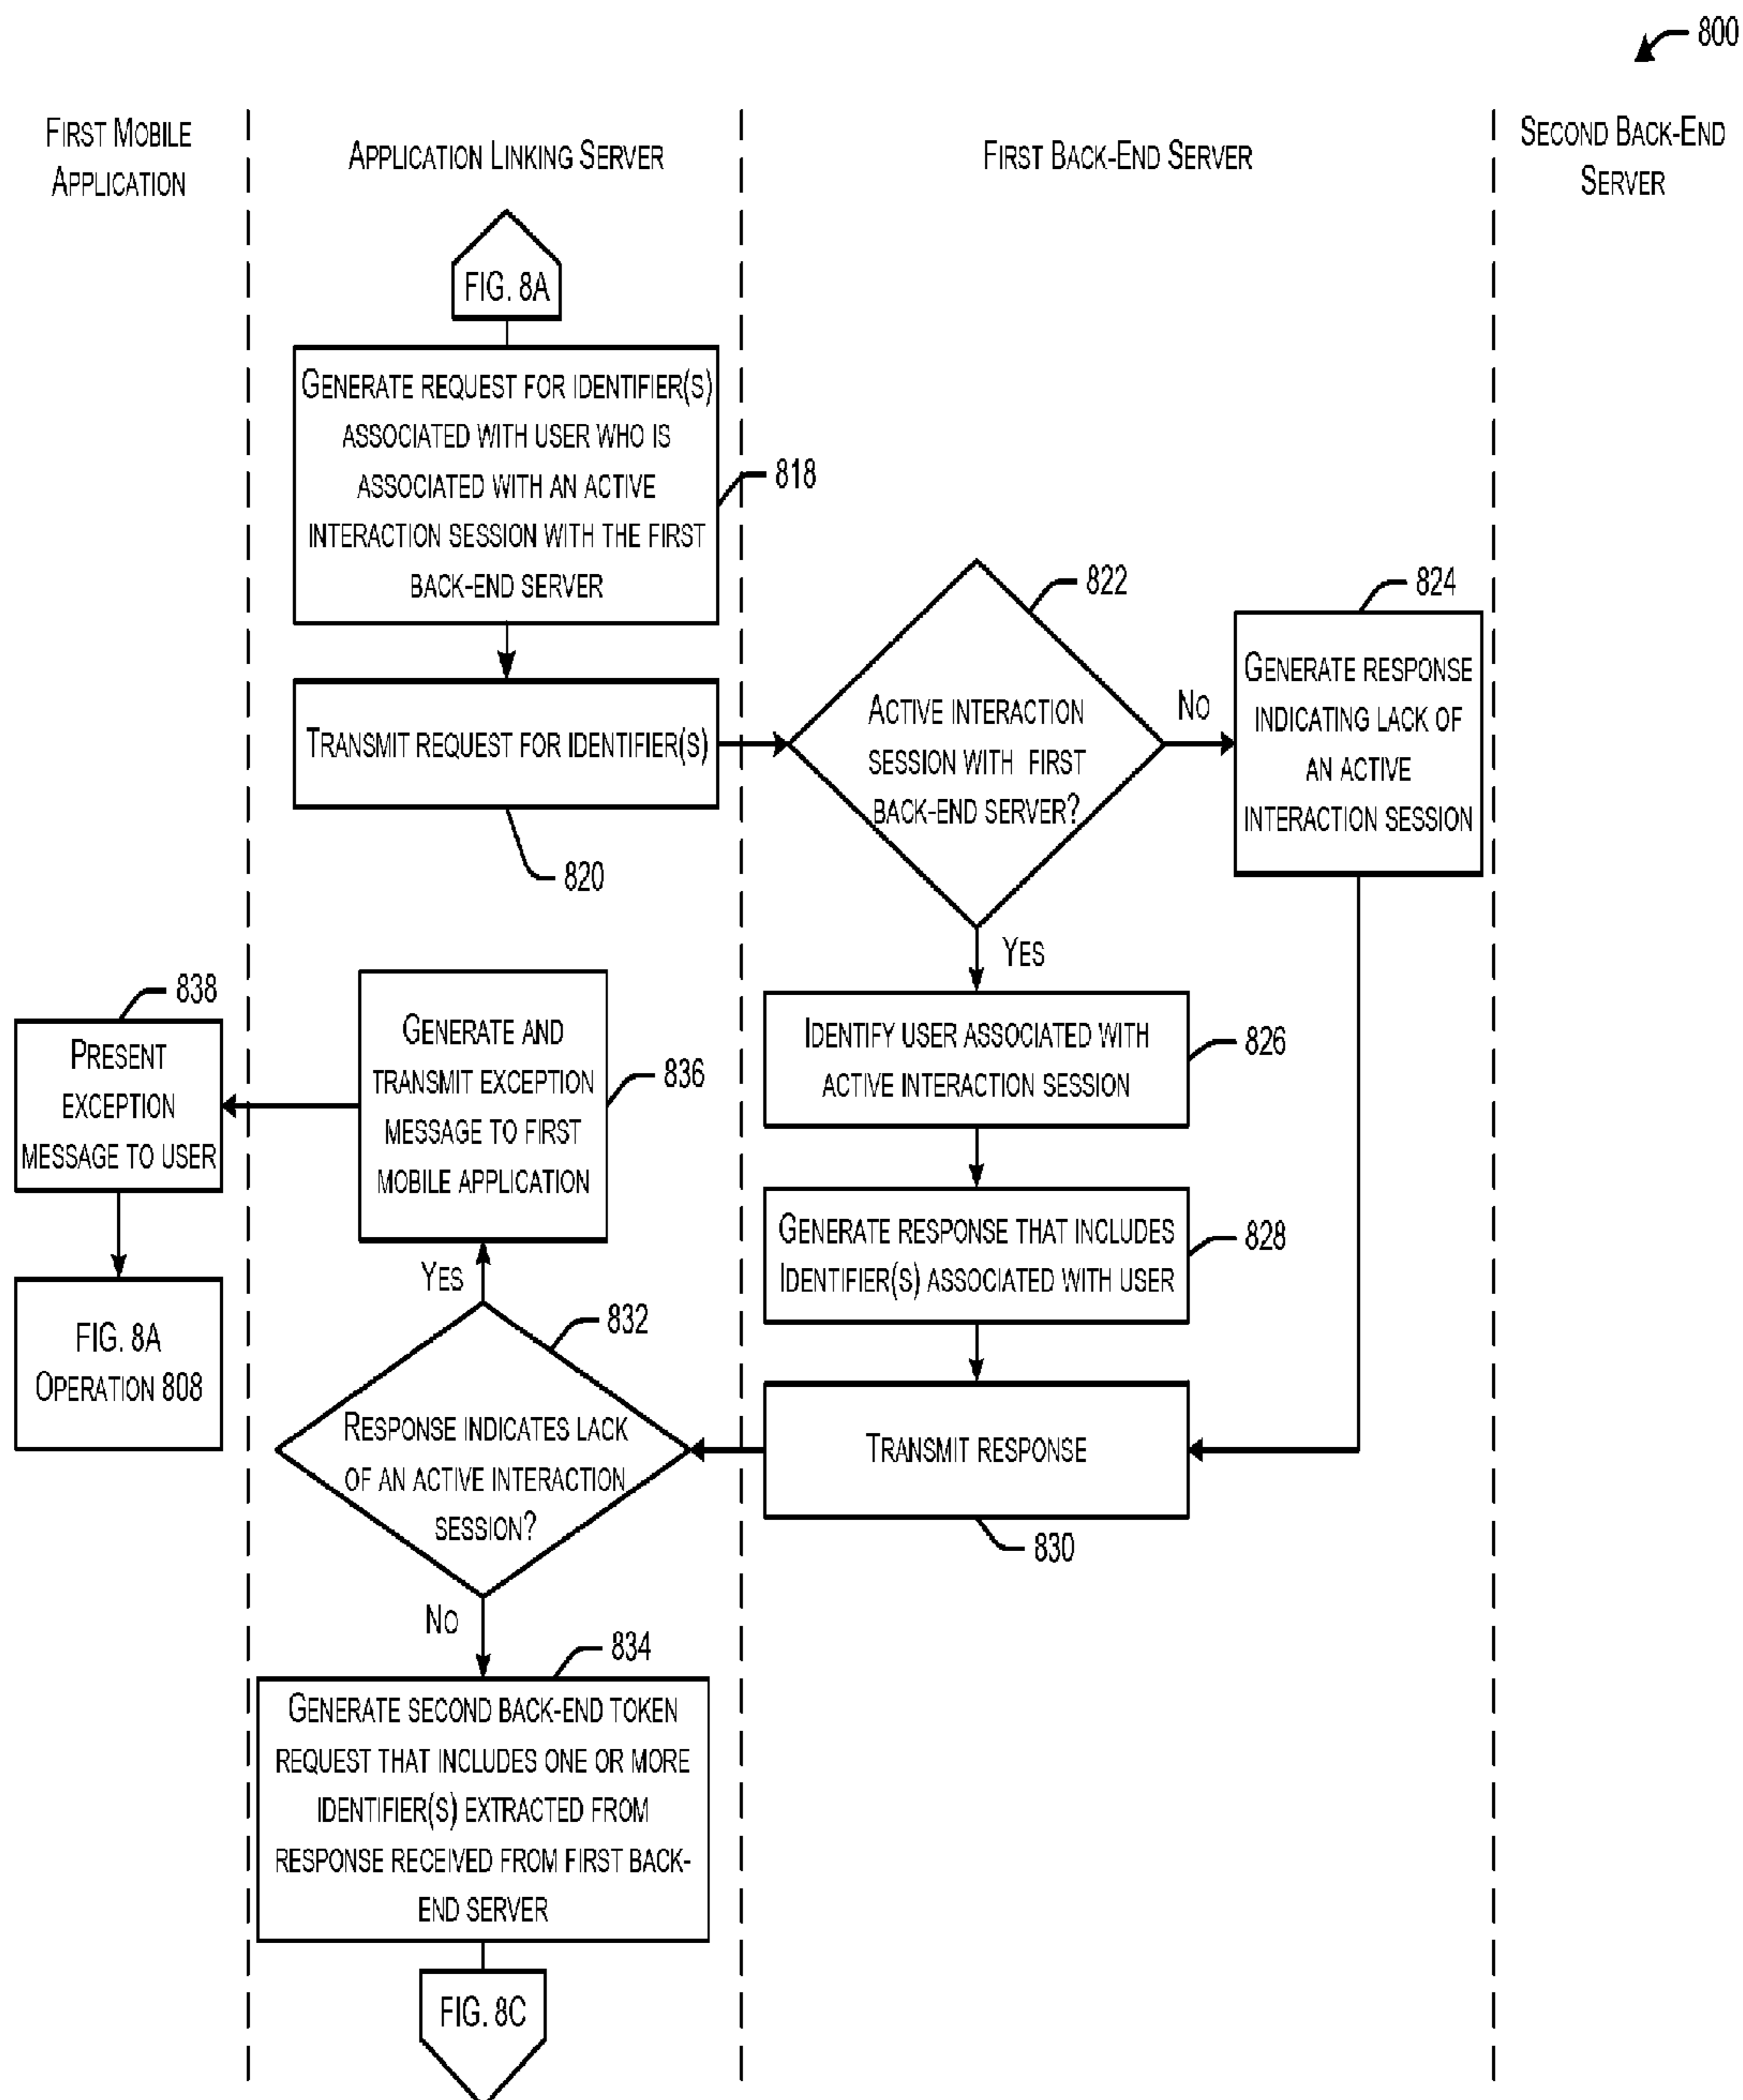 800
FIRST MOBILE
APPLICATION
APPLICATION LINKING SERVER
FIRST BACK-END SERVER
SECOND BACK-END
SERVER
FIG. 8A
GENERATE REQUEST FOR IDENTIFIER(S)
ASSOCIATED WITH USER WHO IS
ASSOCIATED WITH AN ACTIVE
INTERACTION SESSION WITH THE FIRST
BACK-END SERVER
818
TRANSMIT REQUEST FOR IDENTIFIER(S)
820
822
ACTIVE INTERACTION
SESSION WITH FIRST
BACK-END SERVER?
NO
824
GENERATE RESPONSE
INDICATING LACK OF
AN ACTIVE
INTERACTION SESSION
YES
IDENTIFY USER ASSOCIATED WITH
ACTIVE INTERACTION SESSION
826
GENERATE RESPONSE THAT INCLUDES
IDENTIFIER(S) ASSOCIATED WITH USER
828
TRANSMIT RESPONSE
830
832
RESPONSE INDICATES LACK
OF AN ACTIVE INTERACTION
SESSION?
YES
GENERATE AND
TRANSMIT EXCEPTION
MESSAGE TO FIRST
MOBILE APPLICATION
836
838
PRESENT
EXCEPTION
MESSAGE TO USER
FIG. 8A
OPERATION 808
NO
834
GENERATE SECOND BACK-END TOKEN
REQUEST THAT INCLUDES ONE OR MORE
IDENTIFIER(S) EXTRACTED FROM
RESPONSE RECEIVED FROM FIRST BACK-
END SERVER
FIG. 8C